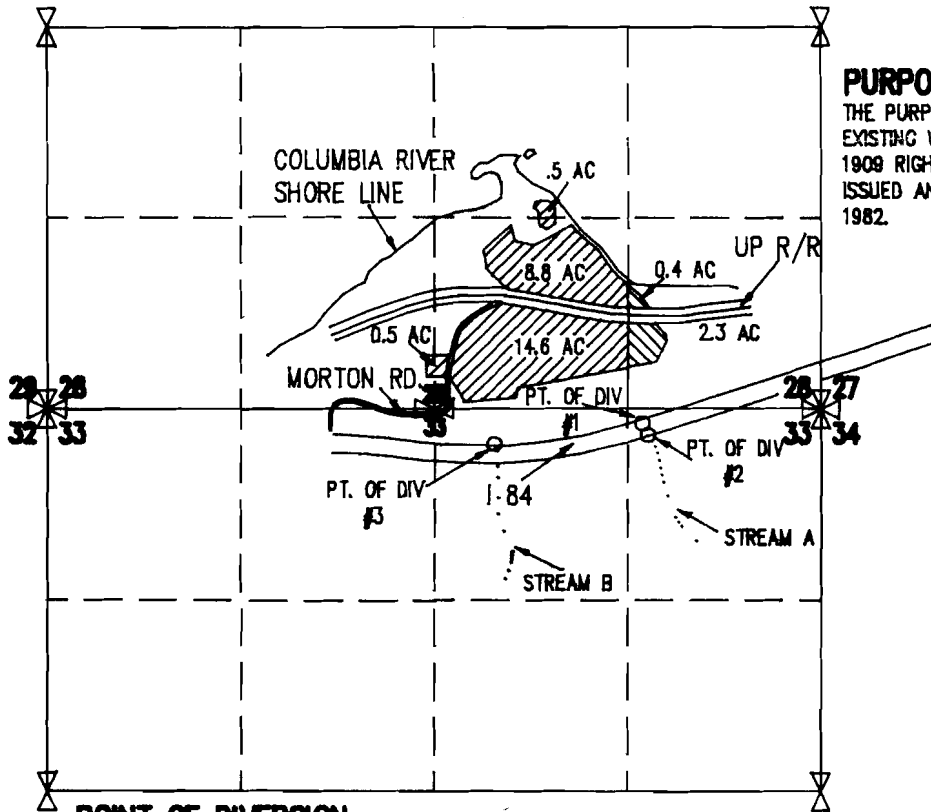 PURPO
THE PURP
EXISTING V
1909 RIGH
ISSUED AN
1982.
COLUMBIA RIVER
SHORE LINE
.5 AC
UP R/R
8.8 AC
0.4 AC
0.5 AC
14.6 AC
2.3 AC
MORTON RD.
29 28
32 33
33
PT. OF DIV
#1
28 27
33 34
PT. OF DIV
#2
PT. OF DIV
#3
I-84
STREAM A
STREAM B
POINT OF DIVERSION